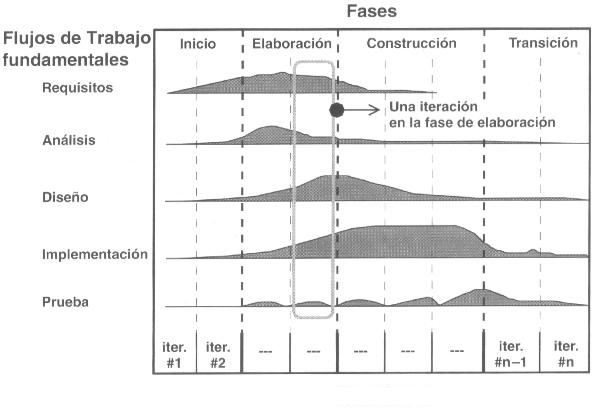 Fases
Flujos de Trabajo
fundamentales
Inicio Elaboración Construcción Transición
Requisitos
Una iteración
en la fase de elaboración
Análisis
Diseño
Implementación
Prueba
iter. iter. --- --- --- --- --- iter. iter.
#1 #2 #n–1 #n